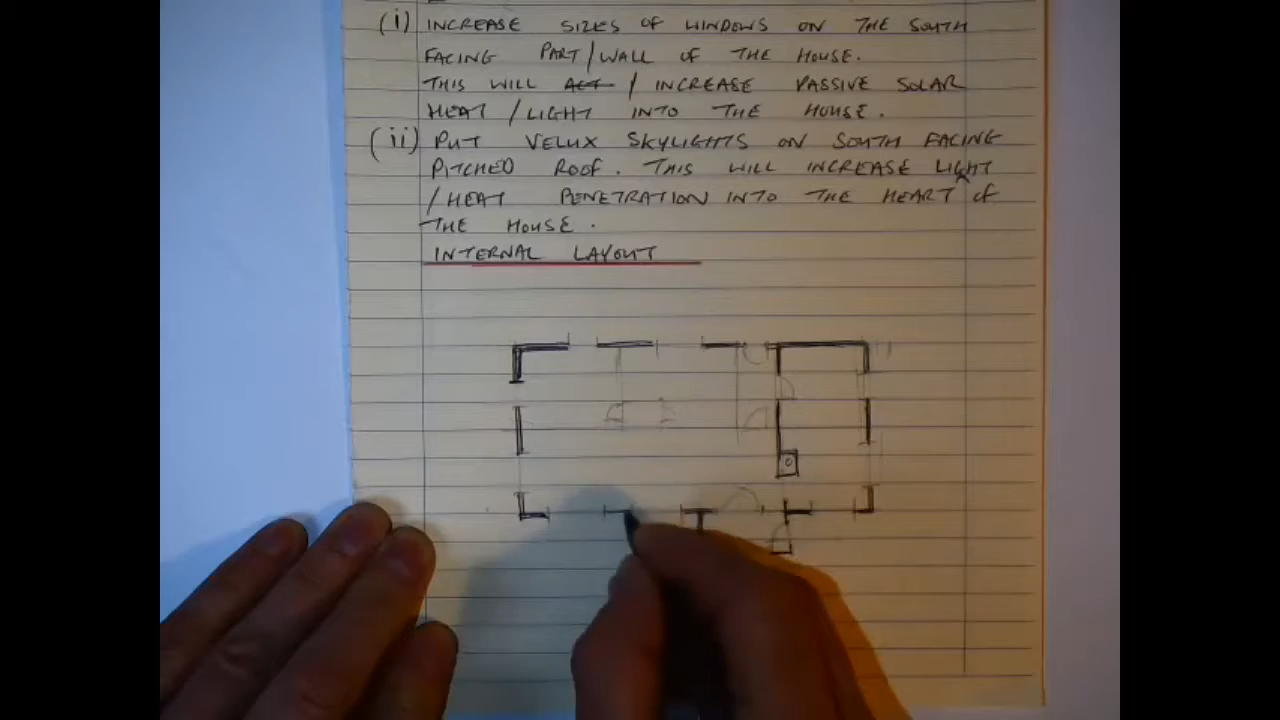 (i) INCREASE SIZES OF WINDOWS ON THE SOUTH
FACING PART/WALL OF THE HOUSE.
THIS WILL ACT / INCREASE PASSIVE SOLAR
HEAT / LIGHT INTO THE HOUSE.
(ii) PUT VELUX SKYLIGHTS ON SOUTH FACING
PITCHED ROOF. THIS WILL INCREASE LIGHT
/ HEAT PENETRATION INTO THE HEART OF
THE HOUSE.
INTERNAL LAYOUT